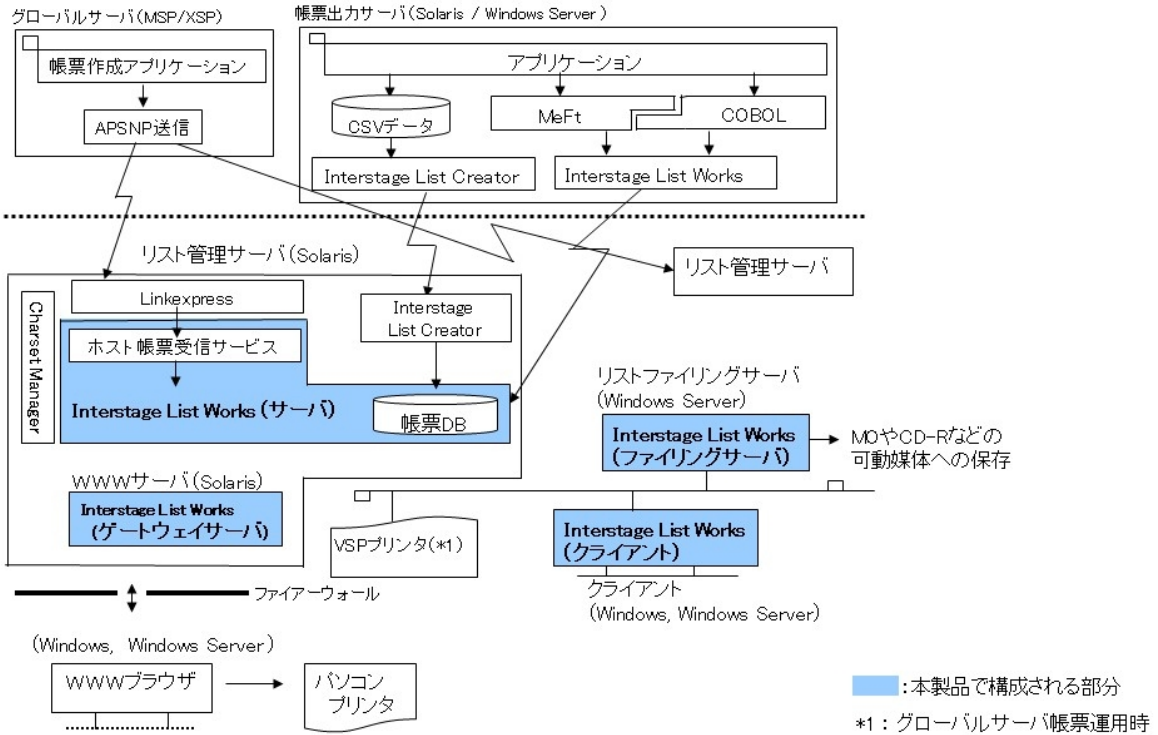 グローバルサーバ(MSP/XSP)
帳票作成アプリケーション
APSNP送信
帳票出力サーバ(Solaris / Windows Server)
アプリケーション
CSVデータ
MeFt
COBOL
Interstage List Creator
Interstage List Works
リスト管理サーバ(Solaris)
リスト管理サーバ
Charset Manager
Linkexpress
ホスト帳票受信サービス
Interstage List Works (サーバ)
Interstage
List Creator
帳票DB
リストファイリングサーバ
(Windows Server)
Interstage List Works
(ファイリングサーバ)
MOやCD-Rなどの
可動媒体への保存
WWWサーバ(Solaris)
Interstage List Works
(ゲートウェイサーバ)
VSPプリンタ(*1)
Interstage List Works
(クライアント)
クライアント
(Windows, Windows Server)
ファイアーウォール
(Windows, Windows Server)
WWWブラウザ
パソコン
プリンタ
:本製品で構成される部分
*1:グローバルサーバ帳票運用時